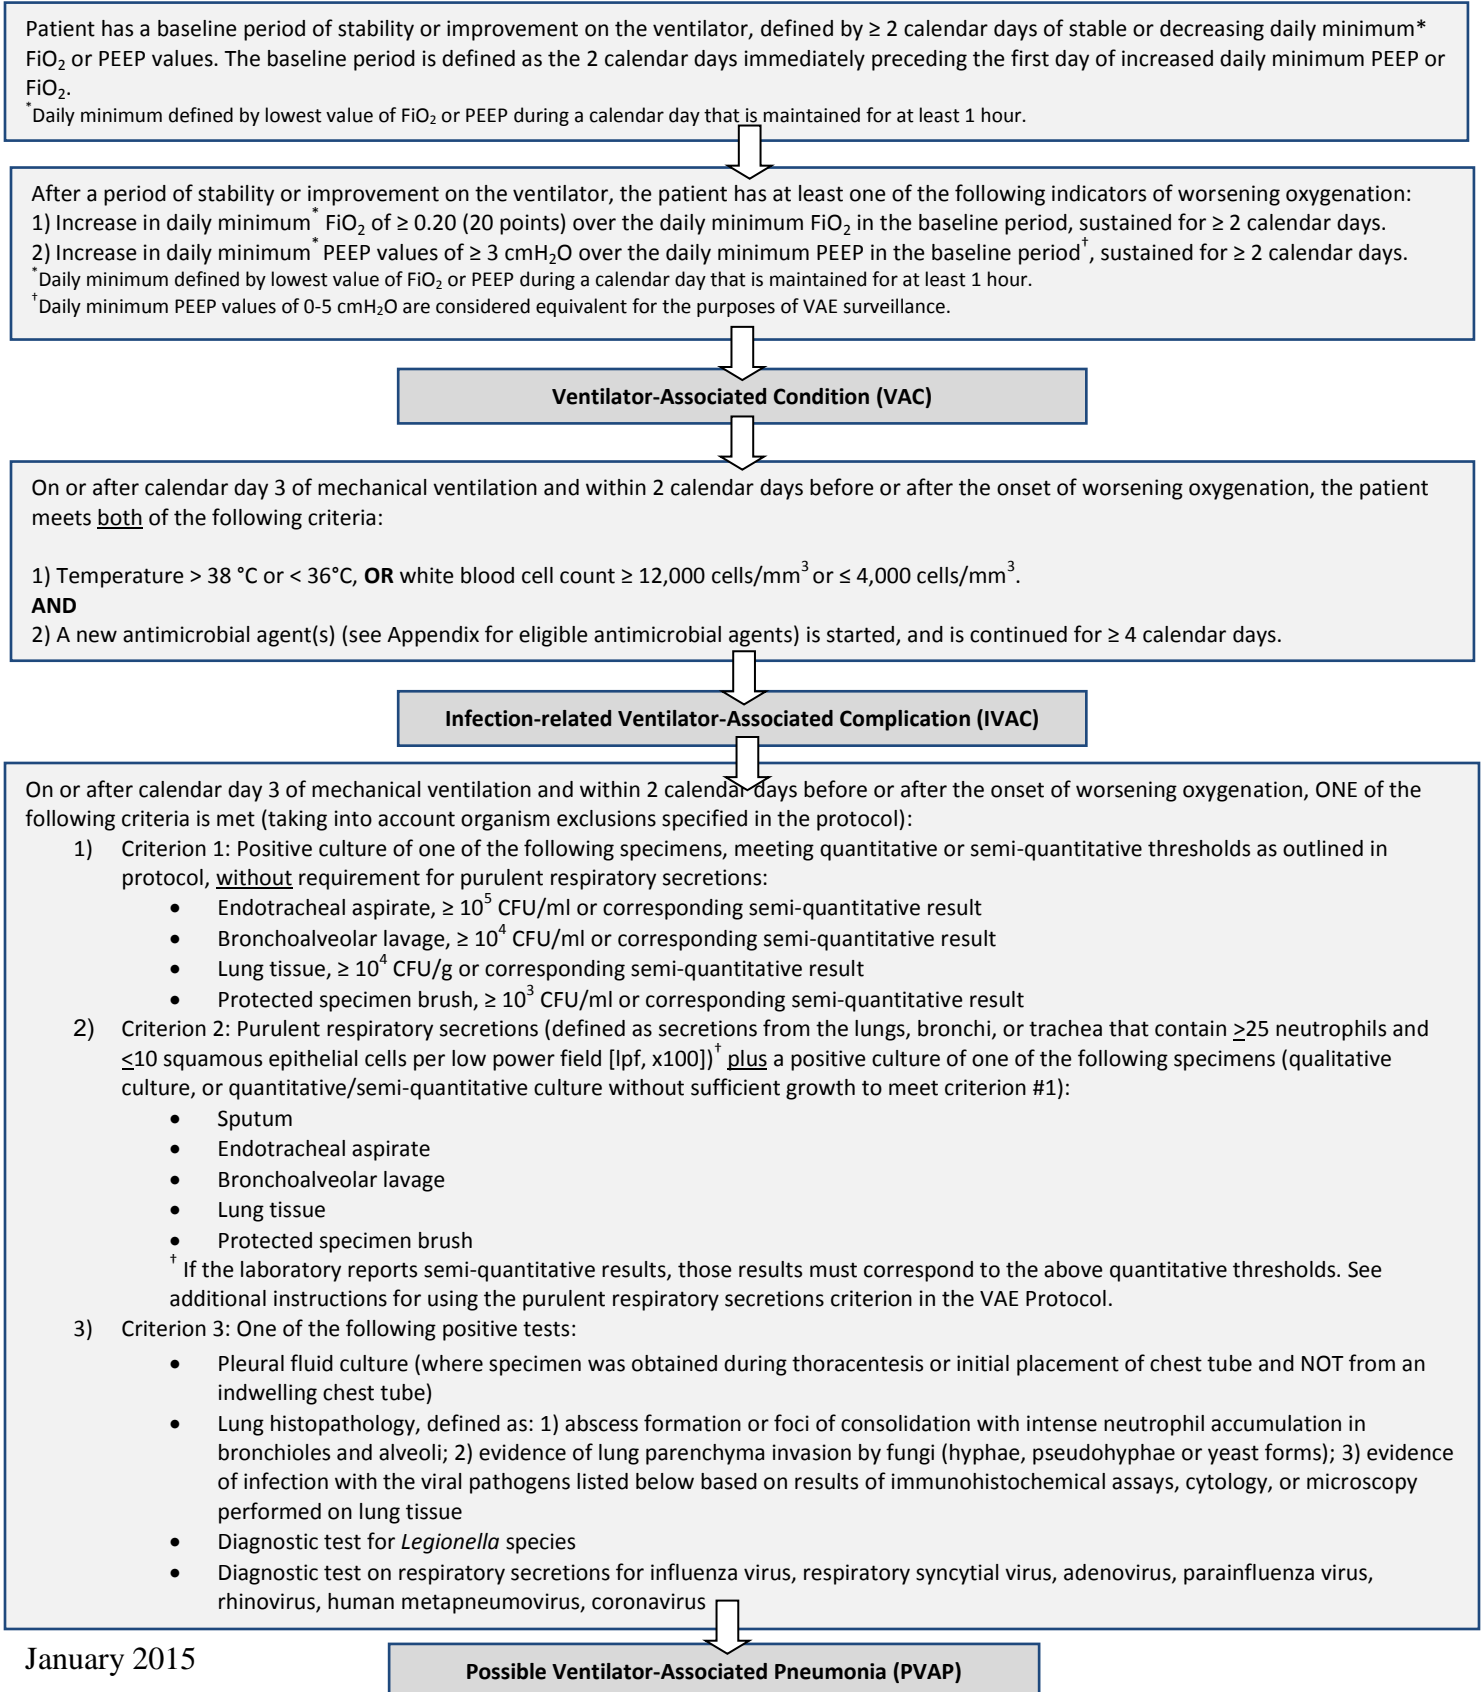 Patient has a baseline period of stability or improvement on the ventilator, defined by ≥ 2 calendar days of stable or decreasing daily minimum*
FiO₂ or PEEP values. The baseline period is defined as the 2 calendar days immediately preceding the first day of increased daily minimum PEEP or
FiO₂.
*Daily minimum defined by lowest value of FiO₂ or PEEP during a calendar day that is maintained for at least 1 hour.
After a period of stability or improvement on the ventilator, the patient has at least one of the following indicators of worsening oxygenation:
1) Increase in daily minimum* FiO₂ of ≥ 0.20 (20 points) over the daily minimum FiO₂ in the baseline period, sustained for ≥ 2 calendar days.
2) Increase in daily minimum* PEEP values of ≥ 3 cmH₂O over the daily minimum PEEP in the baseline period†, sustained for ≥ 2 calendar days.
*Daily minimum defined by lowest value of FiO₂ or PEEP during a calendar day that is maintained for at least 1 hour.
†Daily minimum PEEP values of 0-5 cmH₂O are considered equivalent for the purposes of VAE surveillance.
Ventilator-Associated Condition (VAC)
On or after calendar day 3 of mechanical ventilation and within 2 calendar days before or after the onset of worsening oxygenation, the patient
meets both of the following criteria:
1) Temperature > 38 °C or < 36°C, OR white blood cell count ≥ 12,000 cells/mm³ or ≤ 4,000 cells/mm³.
AND
2) A new antimicrobial agent(s) (see Appendix for eligible antimicrobial agents) is started, and is continued for ≥ 4 calendar days.
Infection-related Ventilator-Associated Complication (IVAC)
On or after calendar day 3 of mechanical ventilation and within 2 calendar days before or after the onset of worsening oxygenation, ONE of the
following criteria is met (taking into account organism exclusions specified in the protocol):
1) Criterion 1: Positive culture of one of the following specimens, meeting quantitative or semi-quantitative thresholds as outlined in
protocol, without requirement for purulent respiratory secretions:
• Endotracheal aspirate, ≥ 10⁵ CFU/ml or corresponding semi-quantitative result
• Bronchoalveolar lavage, ≥ 10⁴ CFU/ml or corresponding semi-quantitative result
• Lung tissue, ≥ 10⁴ CFU/g or corresponding semi-quantitative result
• Protected specimen brush, ≥ 10³ CFU/ml or corresponding semi-quantitative result
2) Criterion 2: Purulent respiratory secretions (defined as secretions from the lungs, bronchi, or trachea that contain ≥25 neutrophils and
≤10 squamous epithelial cells per low power field [lpf, x100])† plus a positive culture of one of the following specimens (qualitative
culture, or quantitative/semi-quantitative culture without sufficient growth to meet criterion #1):
• Sputum
• Endotracheal aspirate
• Bronchoalveolar lavage
• Lung tissue
• Protected specimen brush
† If the laboratory reports semi-quantitative results, those results must correspond to the above quantitative thresholds. See
additional instructions for using the purulent respiratory secretions criterion in the VAE Protocol.
3) Criterion 3: One of the following positive tests:
• Pleural fluid culture (where specimen was obtained during thoracentesis or initial placement of chest tube and NOT from an
indwelling chest tube)
• Lung histopathology, defined as: 1) abscess formation or foci of consolidation with intense neutrophil accumulation in
bronchioles and alveoli; 2) evidence of lung parenchyma invasion by fungi (hyphae, pseudohyphae or yeast forms); 3) evidence
of infection with the viral pathogens listed below based on results of immunohistochemical assays, cytology, or microscopy
performed on lung tissue
• Diagnostic test for Legionella species
• Diagnostic test on respiratory secretions for influenza virus, respiratory syncytial virus, adenovirus, parainfluenza virus,
rhinovirus, human metapneumovirus, coronavirus
January 2015
Possible Ventilator-Associated Pneumonia (PVAP)